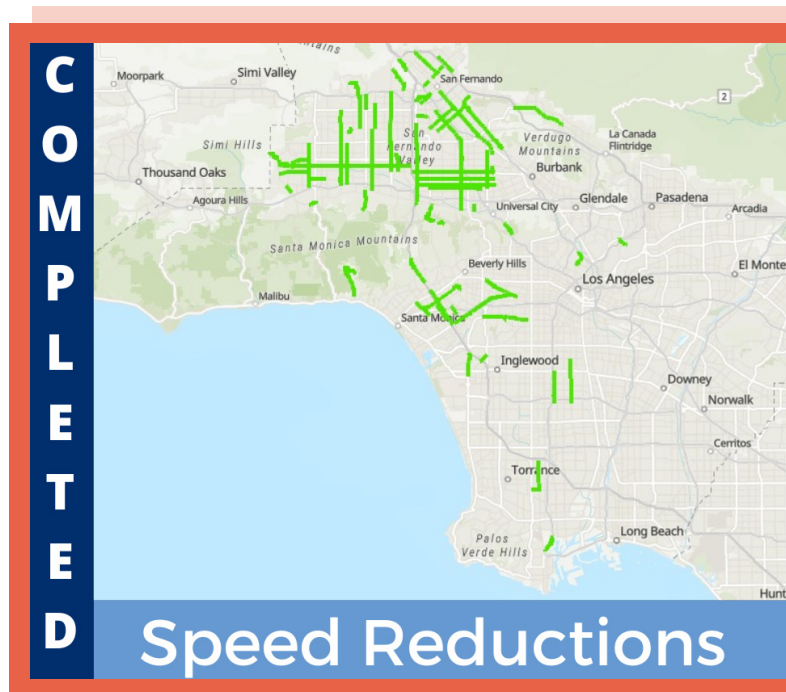 COMPLETED
Moorpark
Simi Valley
San Fernando
2
Simi Hills
San
Fernando
Valley
Verdugo
Mountains
La Canada
Flintridge
Thousand Oaks
Burbank
Agoura Hills
Universal City
Glendale
Pasadena
Arcadia
Santa Monica Mountains
Beverly Hills
El Monte
Los Angeles
Malibu
Santa Monica
Inglewood
Downey
Norwalk
Cerritos
Torrance
Long Beach
Palos
Verde Hills
Hunt
Speed Reductions